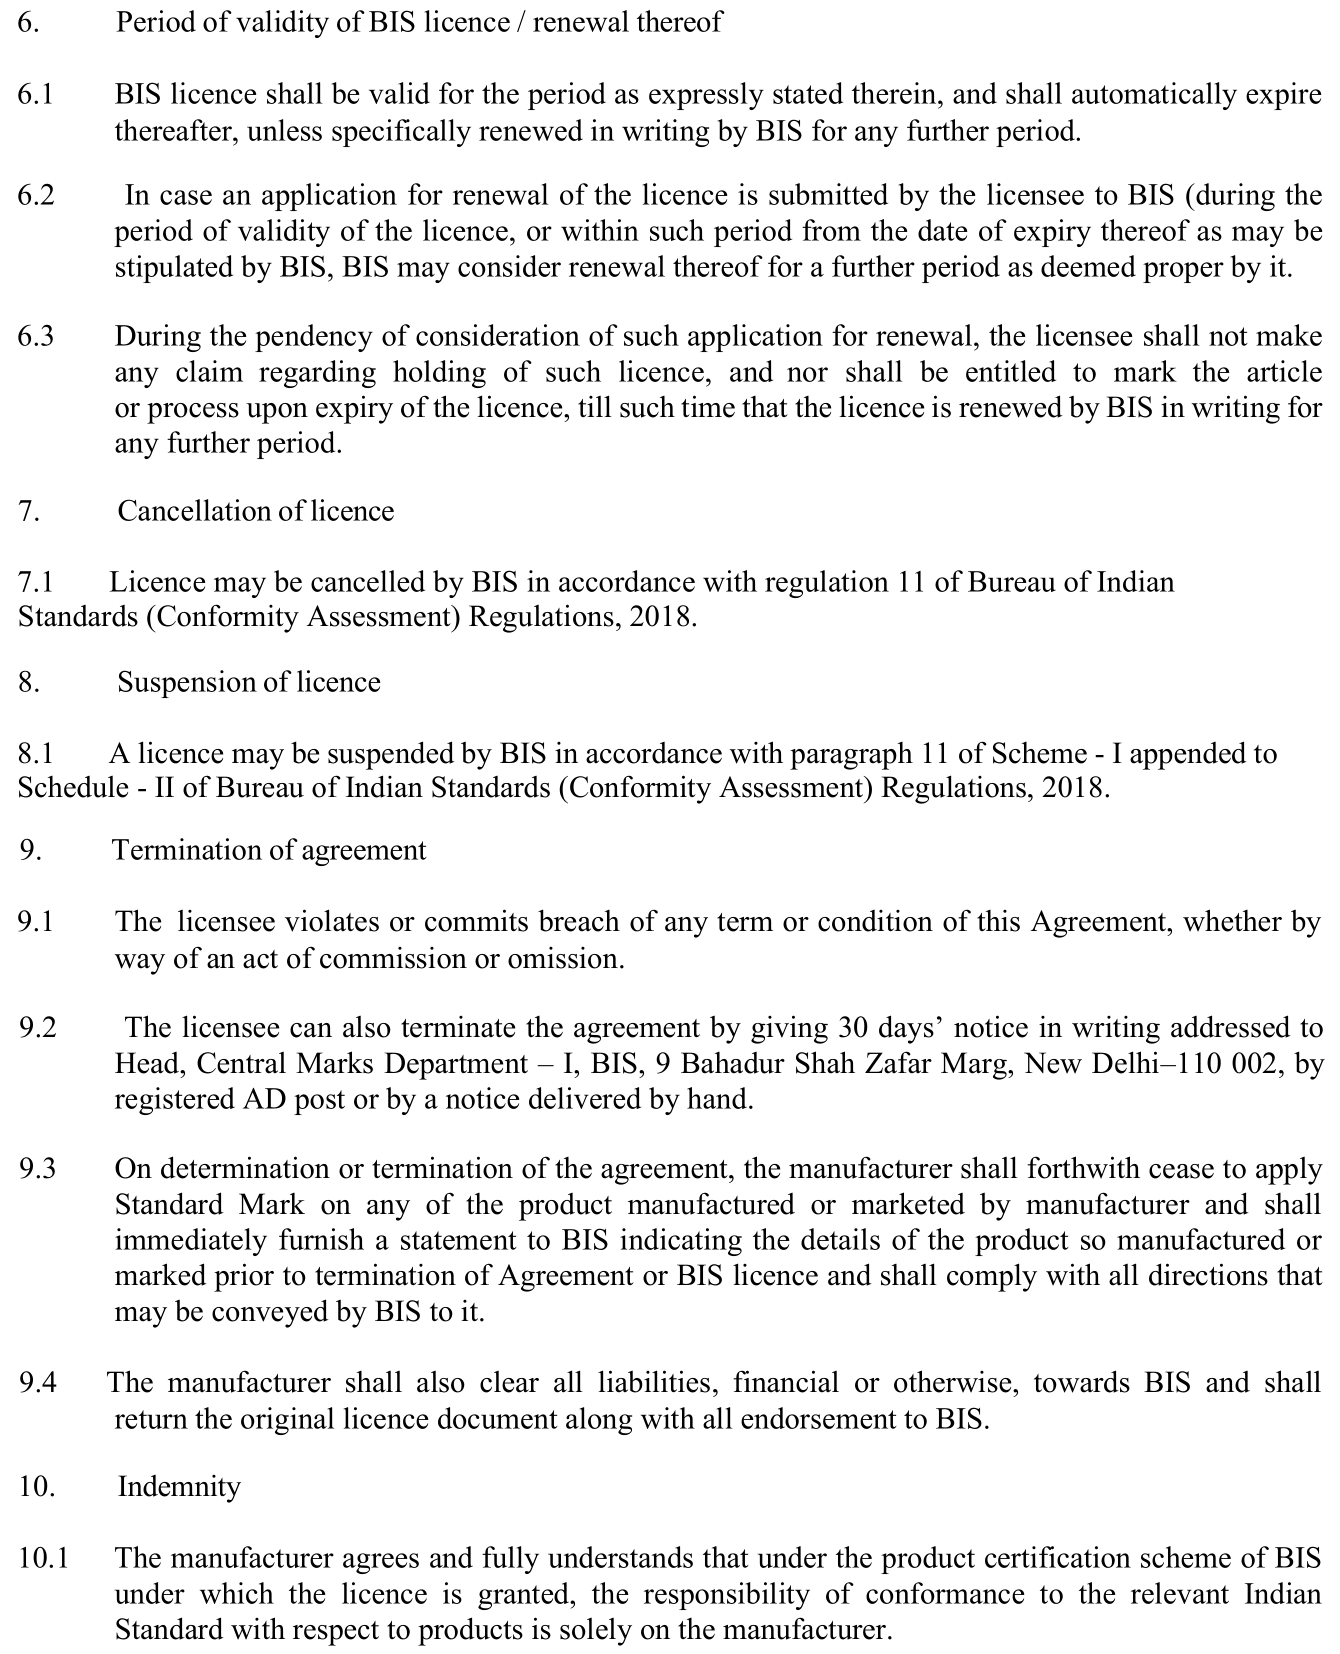 6. Period of validity of BIS licence / renewal thereof
6.1 BIS licence shall be valid for the period as expressly stated therein, and shall automatically expire
thereafter, unless specifically renewed in writing by BIS for any further period.
6.2 In case an application for renewal of the licence is submitted by the licensee to BIS (during the
period of validity of the licence, or within such period from the date of expiry thereof as may be
stipulated by BIS, BIS may consider renewal thereof for a further period as deemed proper by it.
6.3 During the pendency of consideration of such application for renewal, the licensee shall not make
any claim regarding holding of such licence, and nor shall be entitled to mark the article
or process upon expiry of the licence, till such time that the licence is renewed by BIS in writing for
any further period.
7. Cancellation of licence
7.1 Licence may be cancelled by BIS in accordance with regulation 11 of Bureau of Indian
Standards (Conformity Assessment) Regulations, 2018.
8. Suspension of licence
8.1 A licence may be suspended by BIS in accordance with paragraph 11 of Scheme - I appended to
Schedule - II of Bureau of Indian Standards (Conformity Assessment) Regulations, 2018.
9. Termination of agreement
9.1 The licensee violates or commits breach of any term or condition of this Agreement, whether by
way of an act of commission or omission.
9.2 The licensee can also terminate the agreement by giving 30 days’ notice in writing addressed to
Head, Central Marks Department – I, BIS, 9 Bahadur Shah Zafar Marg, New Delhi–110 002, by
registered AD post or by a notice delivered by hand.
9.3 On determination or termination of the agreement, the manufacturer shall forthwith cease to apply
Standard Mark on any of the product manufactured or marketed by manufacturer and shall
immediately furnish a statement to BIS indicating the details of the product so manufactured or
marked prior to termination of Agreement or BIS licence and shall comply with all directions that
may be conveyed by BIS to it.
9.4 The manufacturer shall also clear all liabilities, financial or otherwise, towards BIS and shall
return the original licence document along with all endorsement to BIS.
10. Indemnity
10.1 The manufacturer agrees and fully understands that under the product certification scheme of BIS
under which the licence is granted, the responsibility of conformance to the relevant Indian
Standard with respect to products is solely on the manufacturer.